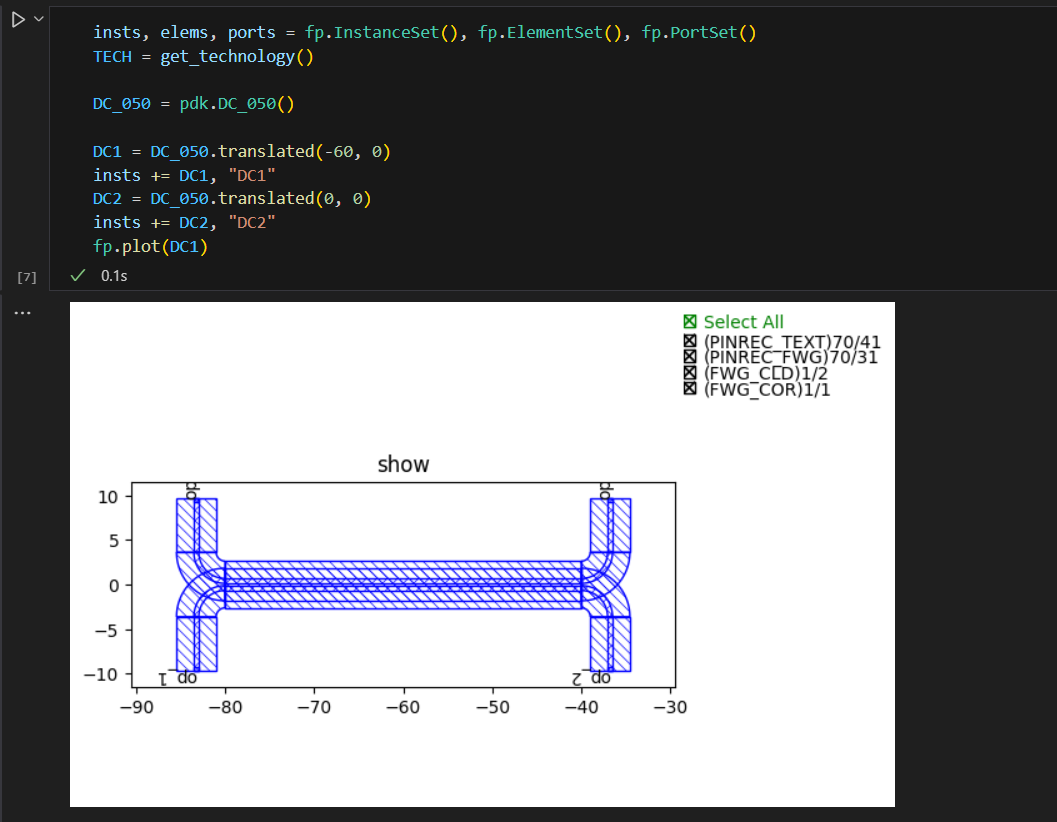 insts, elems, ports = fp.InstanceSet(), fp.ElementSet(), fp.PortSet()
TECH = get_technology()
DC_050 = pdk.DC_050()
DC1 = DC_050.translated(-60, 0)
insts += DC1, "DC1"
DC2 = DC_050.translated(0, 0)
insts += DC2, "DC2"
fp.plot(DC1)
[7]
0.1s
...
Select All
(PINREC_TEXT)70/41
(PINREC_FWG)70/31
(FWG_CLD)1/2
(FWG_COR)1/1
show
10
5
0
−5
−10
op_1
op_2
−90 −80 −70 −60 −50 −40 −30